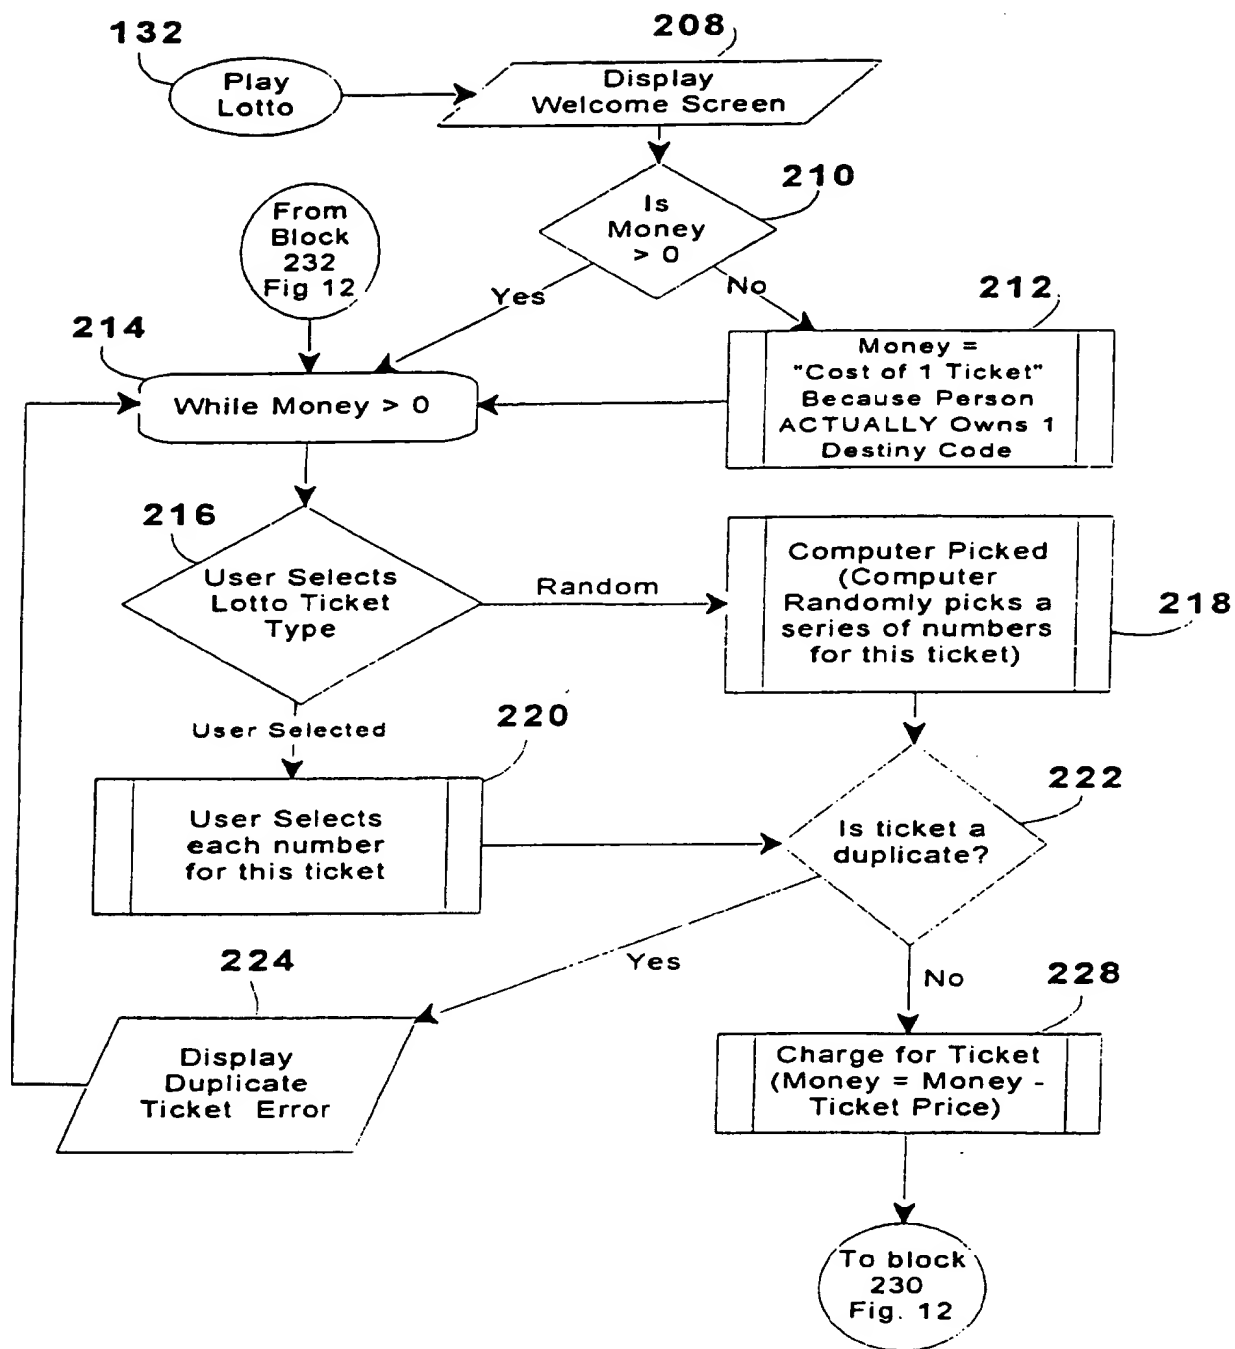 132
Play
Lotto
208
Display
Welcome Screen
210
Is
Money
> 0
From
Block
232
Fig 12
Yes
No
212
Money =
"Cost of 1 Ticket"
Because Person
ACTUALLY Owns 1
Destiny Code
214
While Money > 0
216
User Selects
Lotto Ticket
Type
Random
Computer Picked
(Computer
Randomly picks a
series of numbers
for this ticket)
218
User Selected
220
User Selects
each number
for this ticket
222
Is ticket a
duplicate?
Yes
No
224
Display
Duplicate
Ticket Error
228
Charge for Ticket
(Money = Money -
Ticket Price)
To block
230
Fig. 12